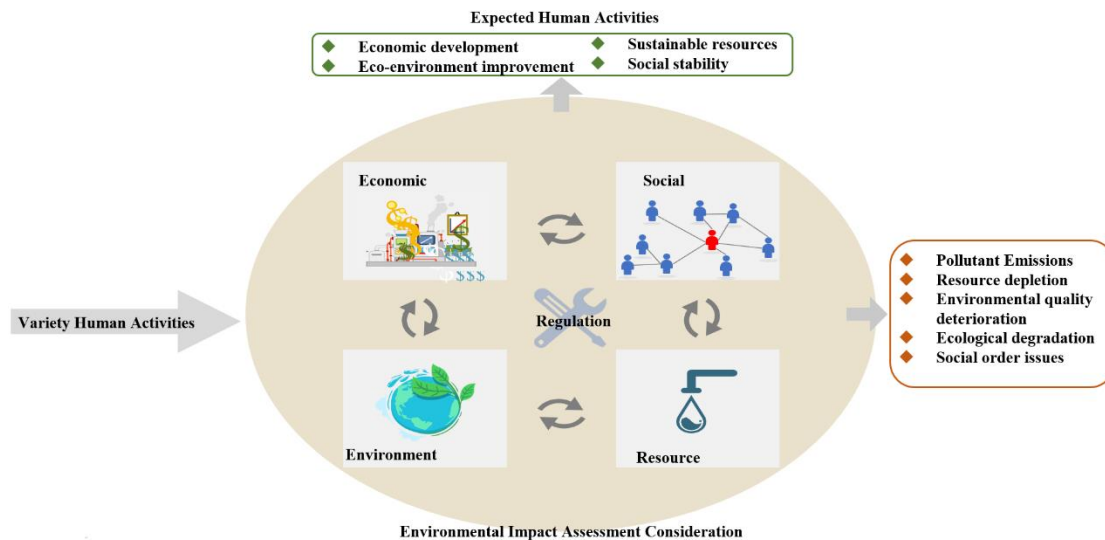 Expected Human Activities
◆ Economic development
◆ Sustainable resources
◆ Eco-environment improvement
◆ Social stability
Economic
Social
Variety Human Activities
Regulation
◆ Pollutant Emissions
◆ Resource depletion
◆ Environmental quality
deterioration
◆ Ecological degradation
◆ Social order issues
Environment
Resource
Environmental Impact Assessment Consideration